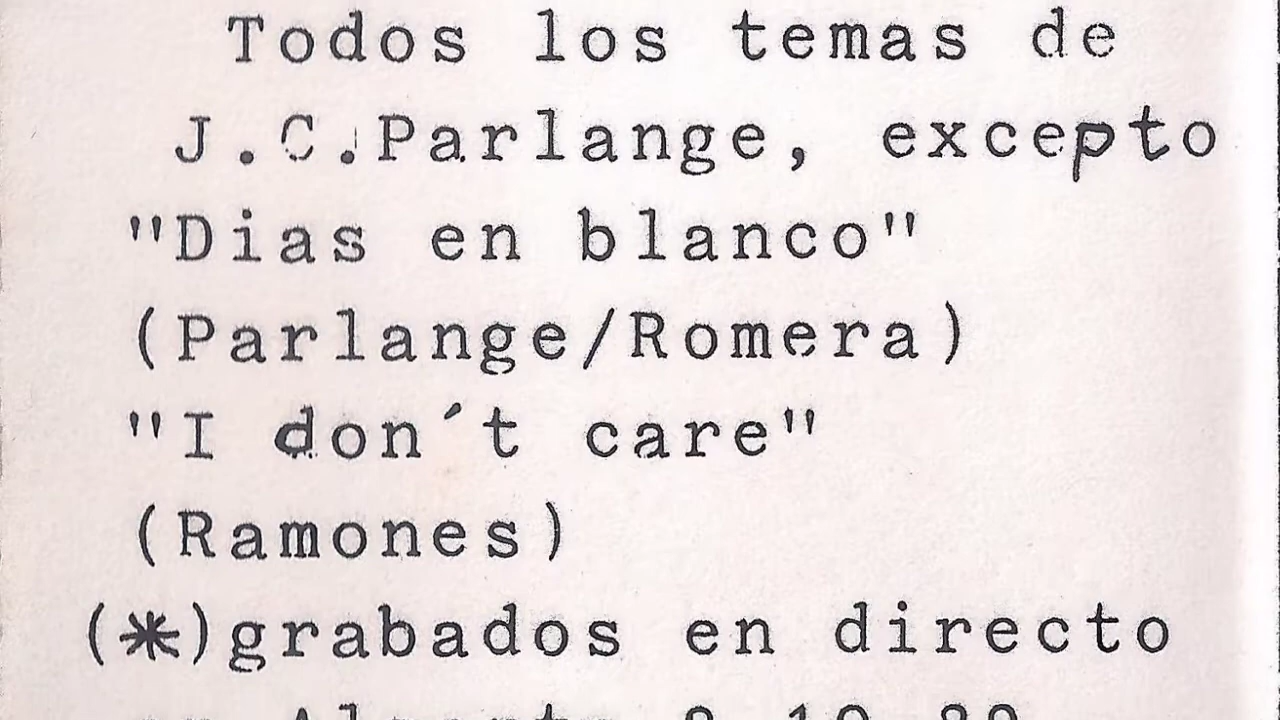 Todos los temas de
J.C.Parlange, excepto
"Dias en blanco"
(Parlange/Romera)
"I don´t care"
(Ramones)
(*)grabados en directo